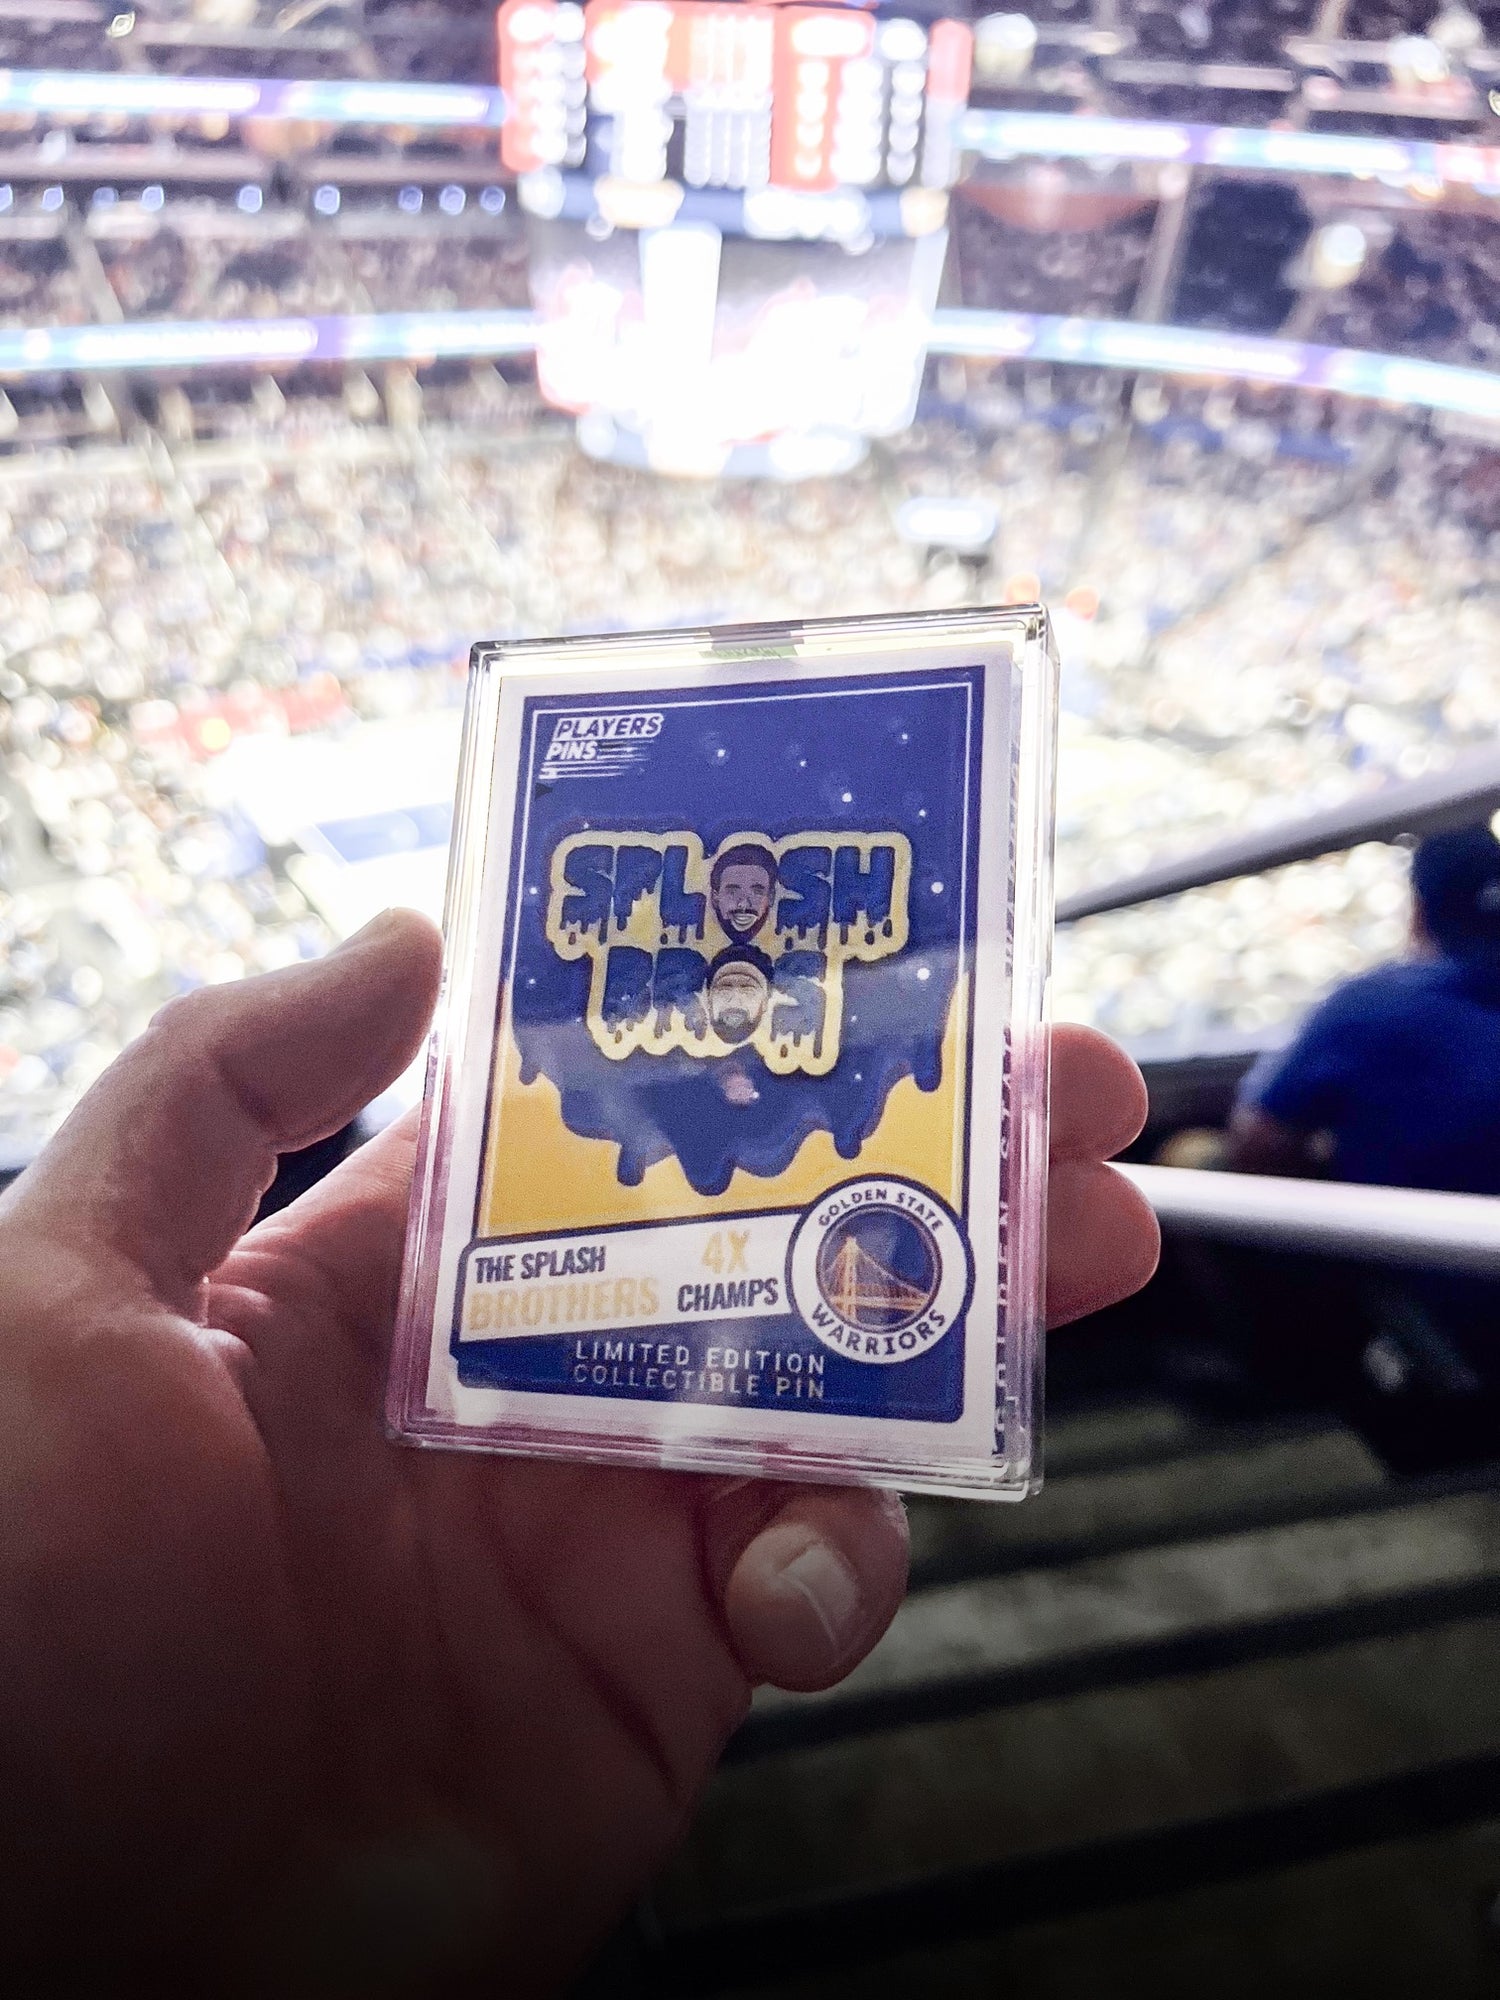 PLAYERS
PINS
SPLASH
BROS
THE SPLASH
BROTHERS
4X
CHAMPS
GOLDEN STATE
WARRIORS
LIMITED EDITION
COLLECTIBLE PIN